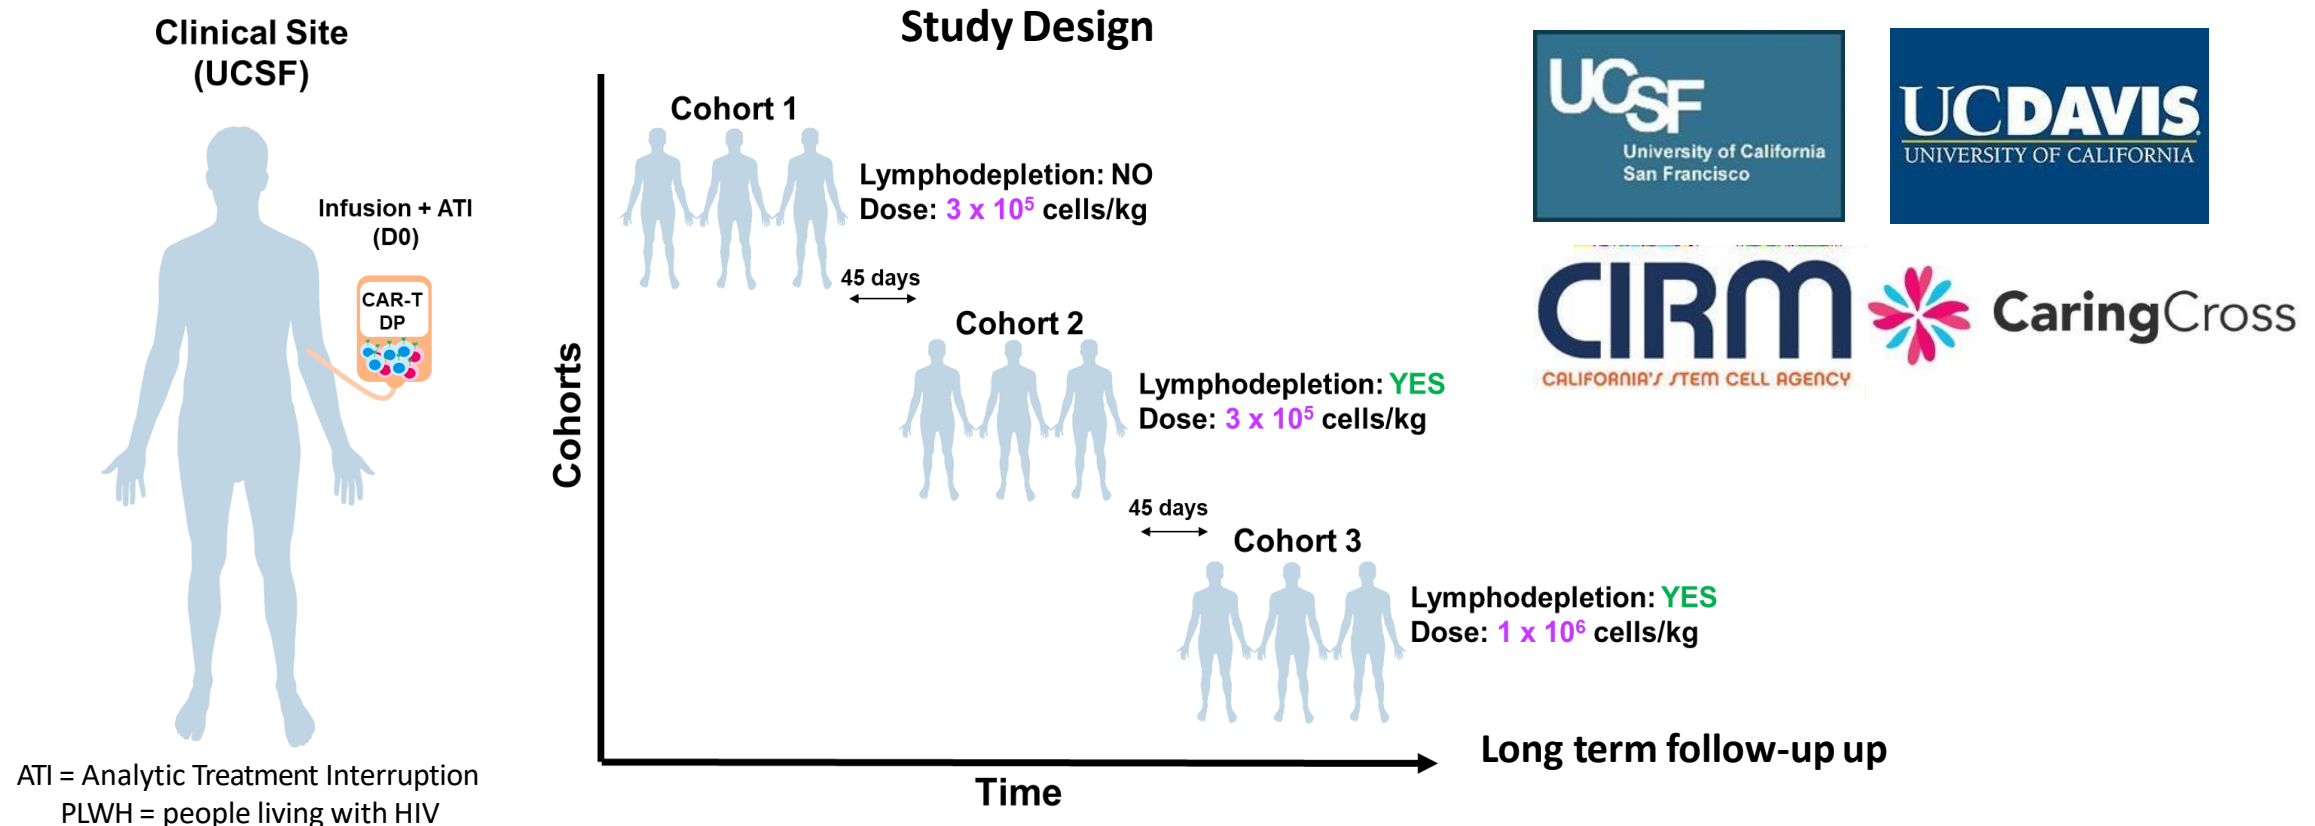 Clinical Site
(UCSF)
Infusion + ATI
(D0)
CAR-T
DP
ATI = Analytic Treatment Interruption
PLWH = people living with HIV
Study Design
Cohorts
Cohort 1
Lymphodepletion: NO
Dose: 3 x 10⁵ cells/kg
45 days
Cohort 2
Lymphodepletion: YES
Dose: 3 x 10⁵ cells/kg
45 days
Cohort 3
Lymphodepletion: YES
Dose: 1 x 10⁶ cells/kg
Time
Long term follow-up up
UCSF
University of California
San Francisco
UCDAVIS
UNIVERSITY OF CALIFORNIA
CIRM
CALIFORNIA'S STEM CELL AGENCY
CaringCross